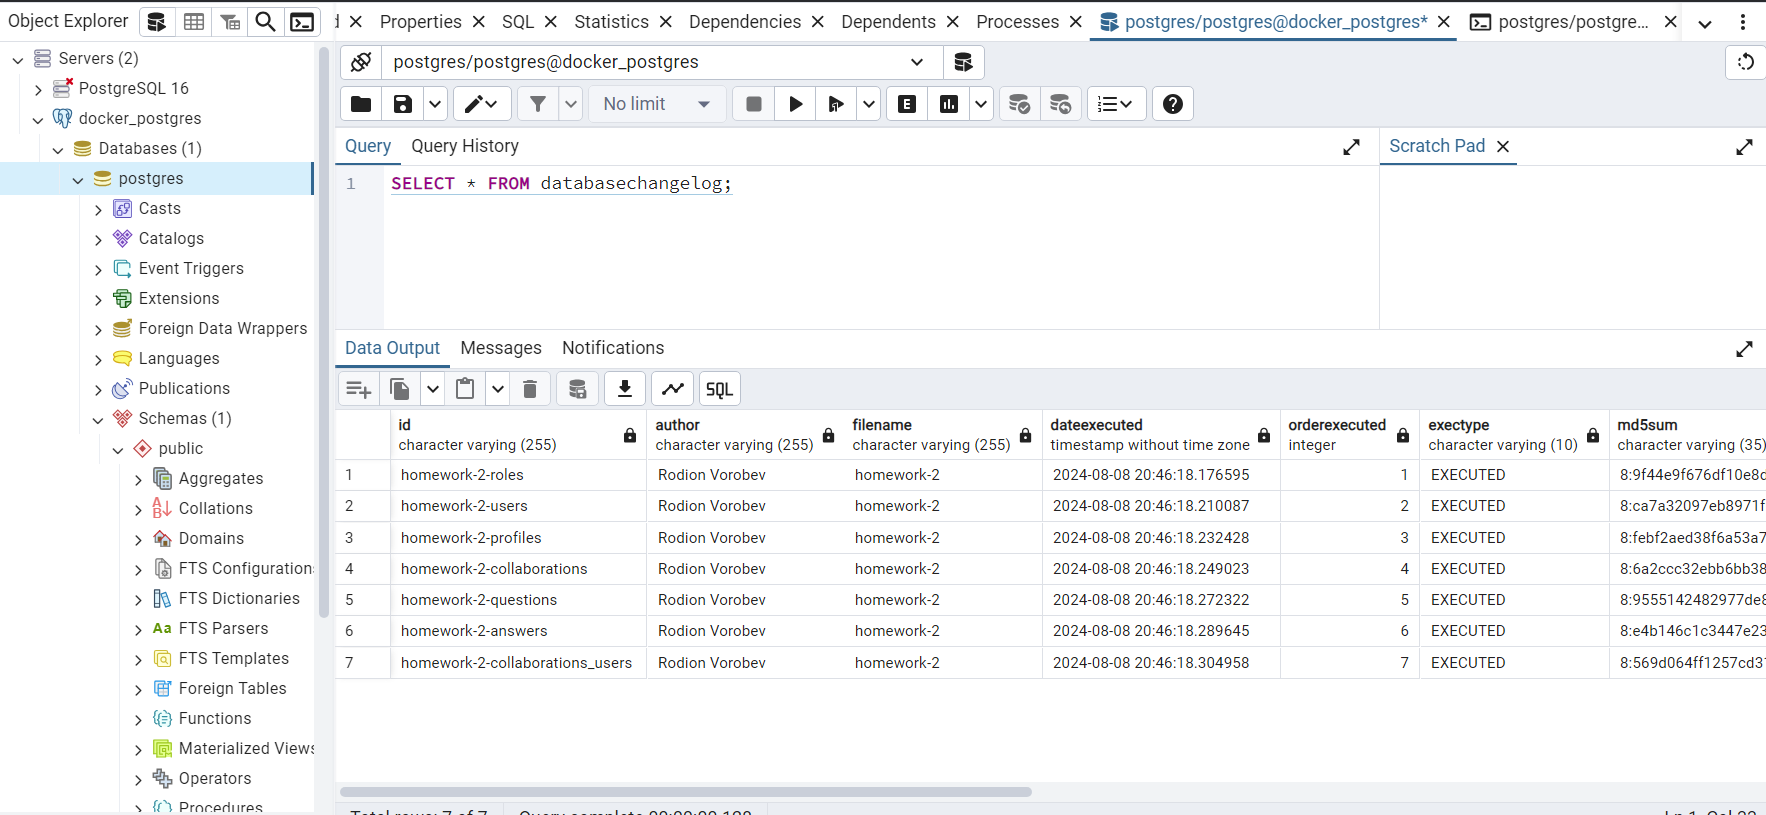 Object Explorer
d
Properties
SQL
Statistics
Dependencies
Dependents
Processes
postgres/postgres@docker_postgres*
postgres/postgre...
Servers (2)
PostgreSQL 16
docker_postgres
Databases (1)
postgres
Casts
Catalogs
Event Triggers
Extensions
Foreign Data Wrappers
Languages
Publications
Schemas (1)
public
Aggregates
Collations
Domains
FTS Configuration
FTS Dictionaries
Aa FTS Parsers
FTS Templates
Foreign Tables
Functions
Materialized Views
Operators
Procedures
postgres/postgres@docker_postgres
No limit
E
Query
Query History
Scratch Pad
1 SELECT * FROM databasechangelog;
Data Output
Messages
Notifications
SQL
id author filename dateexecuted orderexecuted exectype md5sum
character varying (255) character varying (255) character varying (255) timestamp without time zone integer character varying (10) character varying (35)
1 homework-2-roles Rodion Vorobev homework-2 2024-08-08 20:46:18.176595 1 EXECUTED 8:9f44e9f676df10e8
2 homework-2-users Rodion Vorobev homework-2 2024-08-08 20:46:18.210087 2 EXECUTED 8:ca7a32097eb8971f
3 homework-2-profiles Rodion Vorobev homework-2 2024-08-08 20:46:18.232428 3 EXECUTED 8:febf2aed38f6a53a7
4 homework-2-collaborations Rodion Vorobev homework-2 2024-08-08 20:46:18.249023 4 EXECUTED 8:6a2ccc32ebb6bb38
5 homework-2-questions Rodion Vorobev homework-2 2024-08-08 20:46:18.272322 5 EXECUTED 8:9555142482977de8
6 homework-2-answers Rodion Vorobev homework-2 2024-08-08 20:46:18.289645 6 EXECUTED 8:e4b146c1c3447e23
7 homework-2-collaborations_users Rodion Vorobev homework-2 2024-08-08 20:46:18.304958 7 EXECUTED 8:569d064ff1257cd3
Total rows: 7 of 7
Query complete